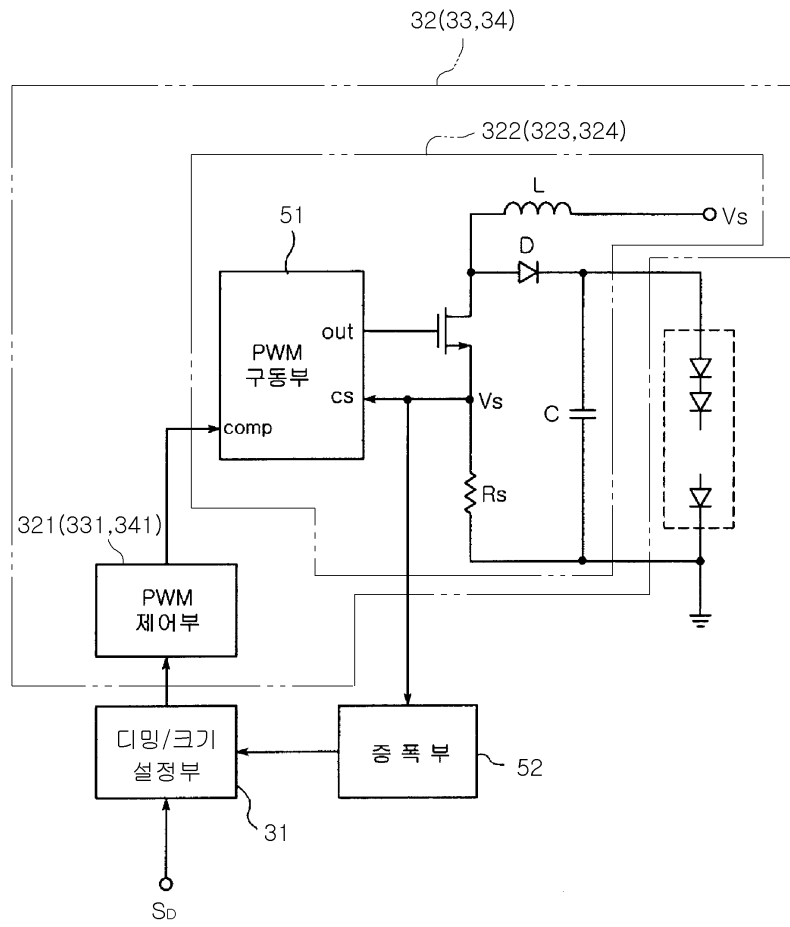 32(33,34)
322(323,324)
L
Vs
51
D
out
PWM
구동부
cs
Vs
comp
C
Rs
321(331,341)
PWM
제어부
디밍/크기
설정부
증폭부
52
31
SD